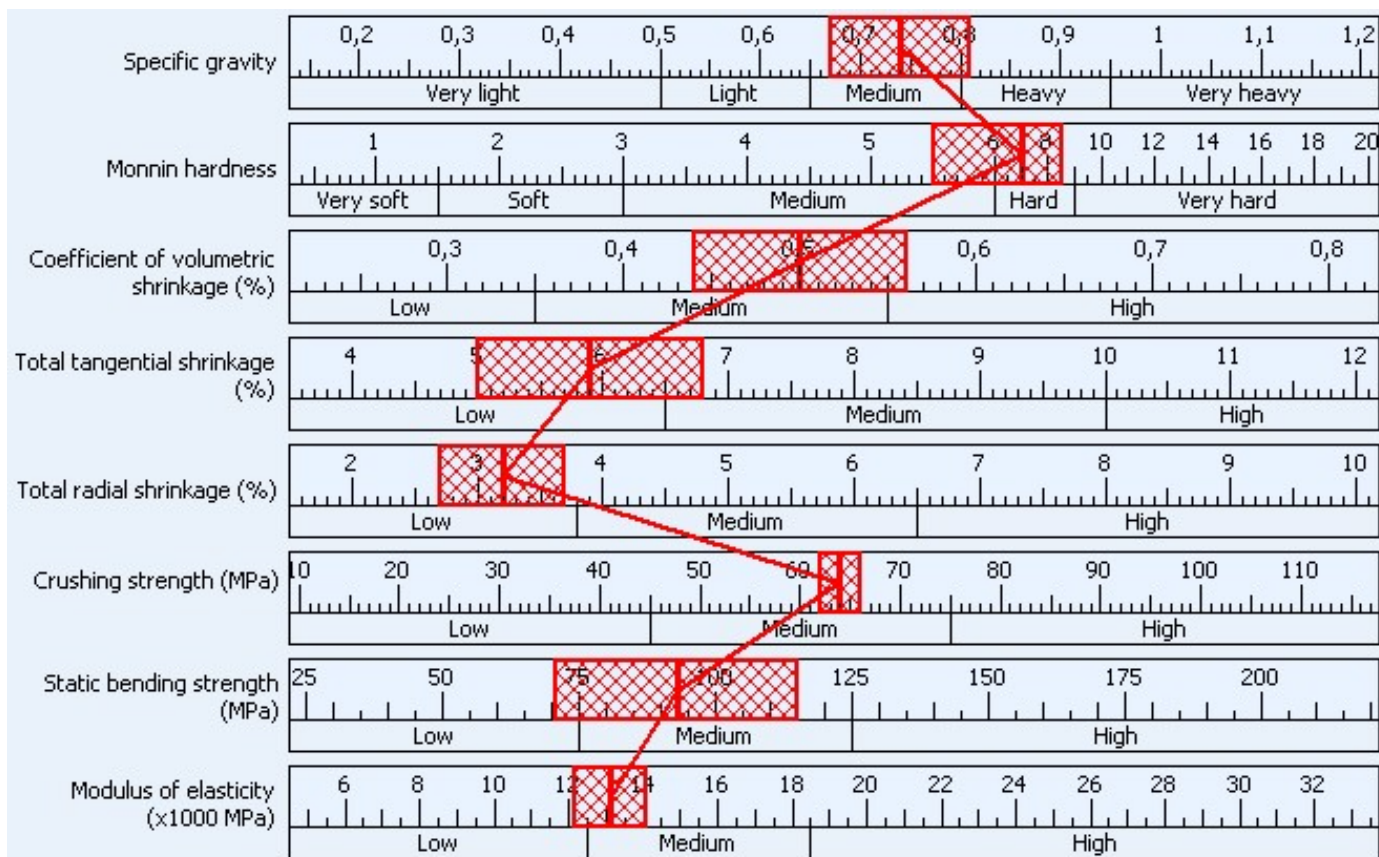 Specific gravity
0,2 0,3 0,4 0,5 0,6 0,7 0,8 0,9 1 1,1 1,2
Very light Light Medium Heavy Very heavy
Monnin hardness
1 2 3 4 5 6 8 10 12 14 16 18 20
Very soft Soft Medium Hard Very hard
Coefficient of volumetric
shrinkage (%)
0,3 0,4 0,5 0,6 0,7 0,8
Low Medium High
Total tangential shrinkage
(%)
4 5 6 7 8 9 10 11 12
Low Medium High
Total radial shrinkage (%)
2 3 4 5 6 7 8 9 10
Low Medium High
Crushing strength (MPa)
10 20 30 40 50 60 70 80 90 100 110
Low Medium High
Static bending strength
(MPa)
25 50 75 100 125 150 175 200
Low Medium High
Modulus of elasticity
(x1000 MPa)
6 8 10 12 14 16 18 20 22 24 26 28 30 32
Low Medium High